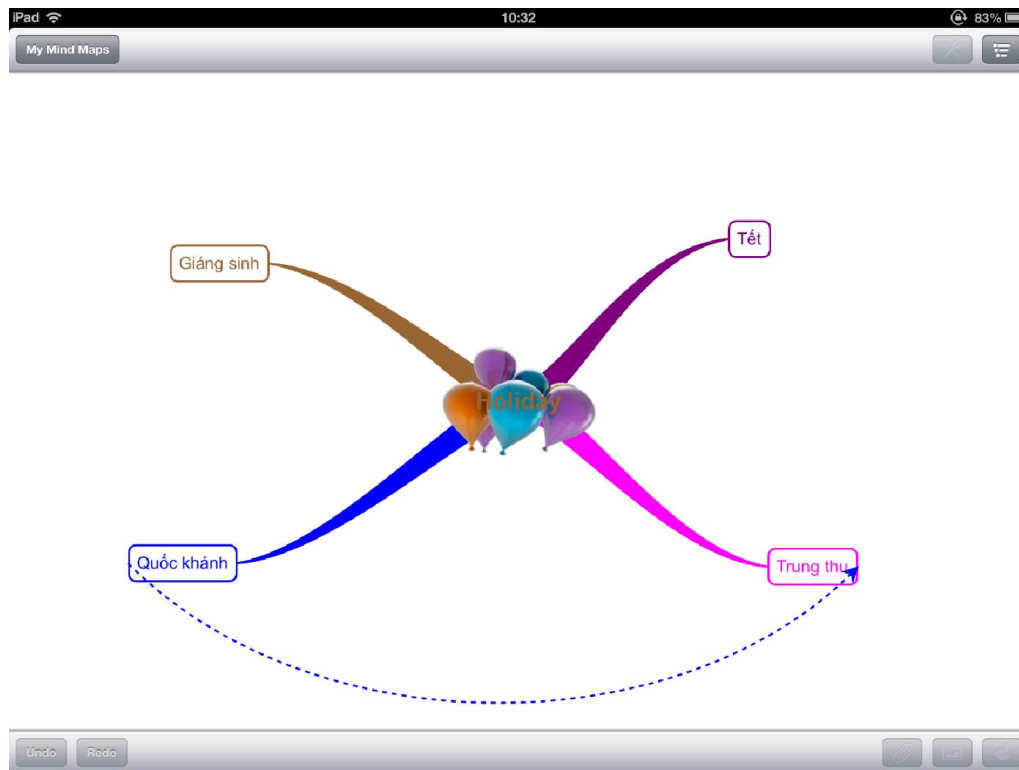 iPad 10:32 83%
My Mind Maps
Tết
Giáng sinh
Holiday
Quốc khánh
Trung thu
Undo Redo